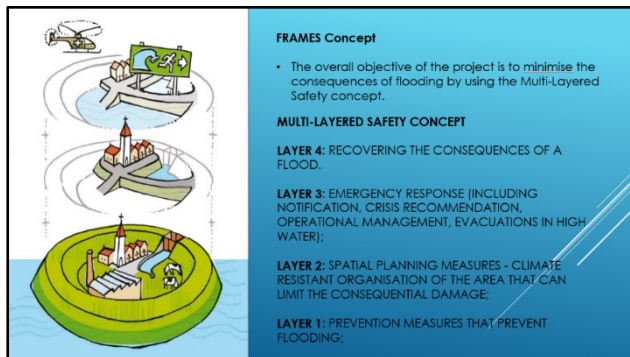 FRAMES Concept
• The overall objective of the project is to minimise the
consequences of flooding by using the Multi-Layered
Safety concept.
MULTI-LAYERED SAFETY CONCEPT
LAYER 4: RECOVERING THE CONSEQUENCES OF A
FLOOD.
LAYER 3: EMERGENCY RESPONSE (INCLUDING
NOTIFICATION, CRISIS RECOMMENDATION,
OPERATIONAL MANAGEMENT, EVACUATIONS IN HIGH
WATER);
LAYER 2: SPATIAL PLANNING MEASURES - CLIMATE
RESISTANT ORGANISATION OF THE AREA THAT CAN
LIMIT THE CONSEQUENTIAL DAMAGE;
LAYER 1: PREVENTION MEASURES THAT PREVENT
FLOODING;